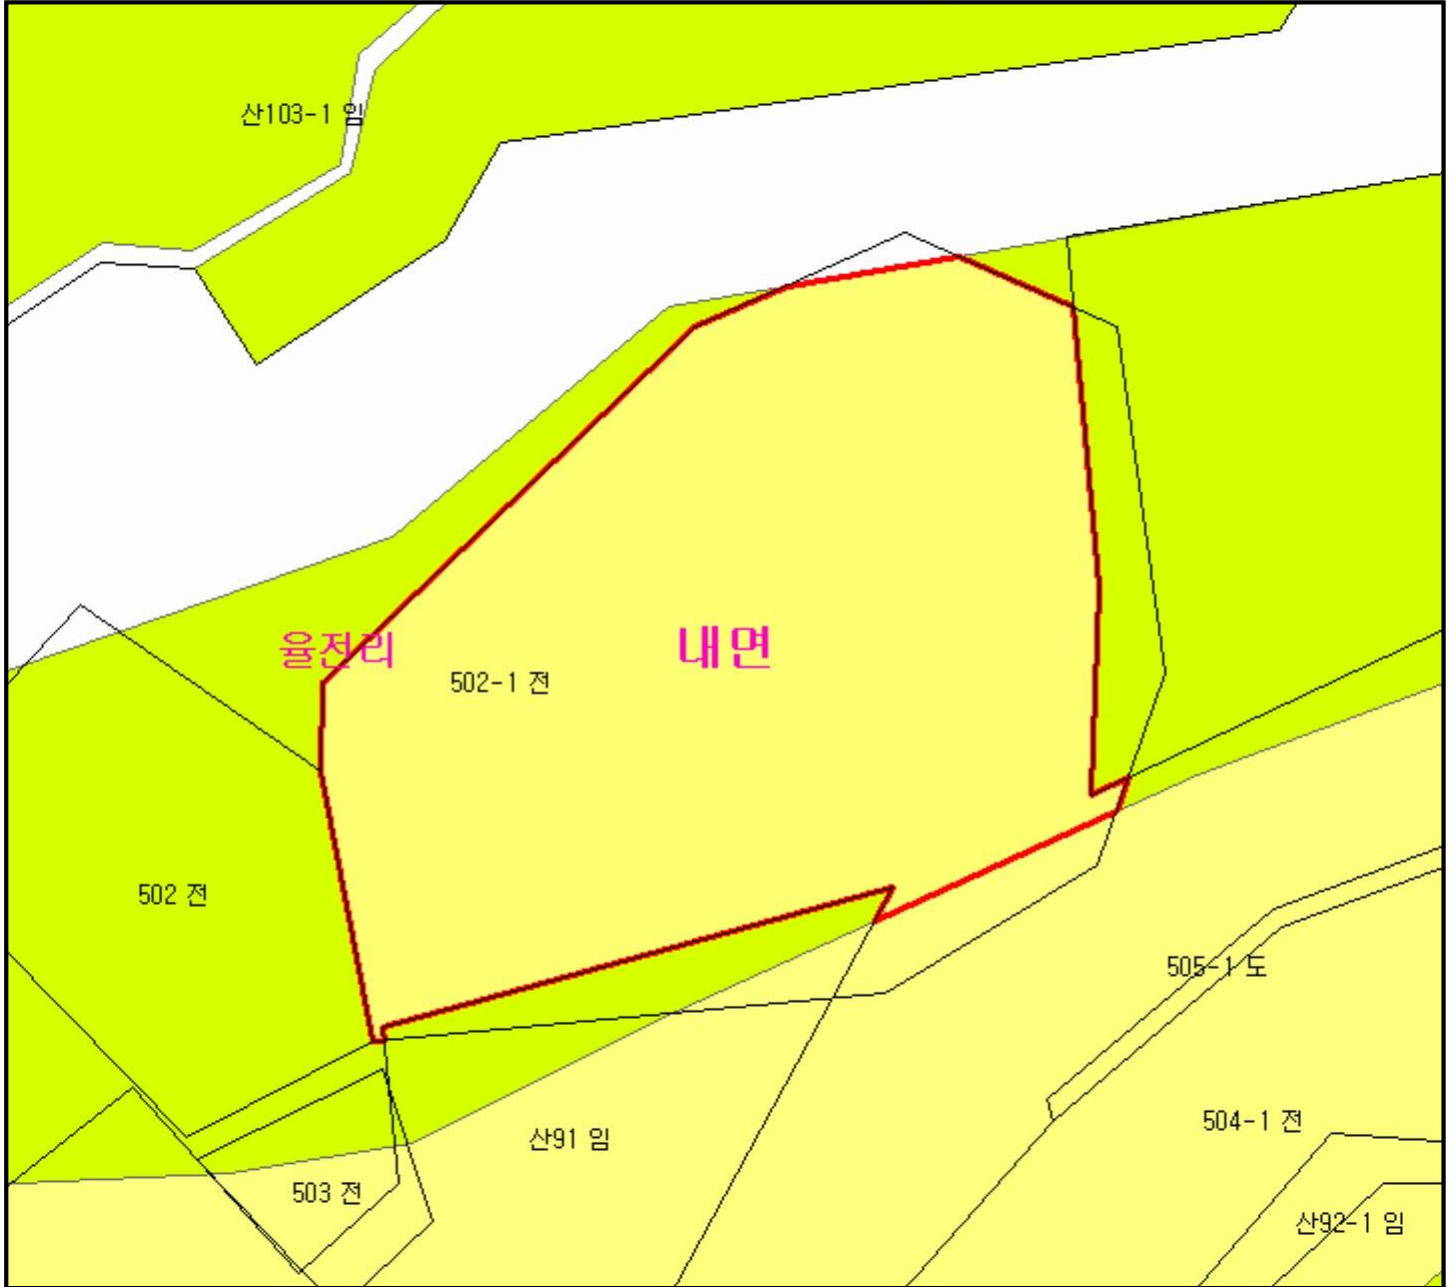 산103-1 임
율전리
내면
502-1 전
502 전
505-1 도
504-1 전
산91 임
503 전
산92-1 임